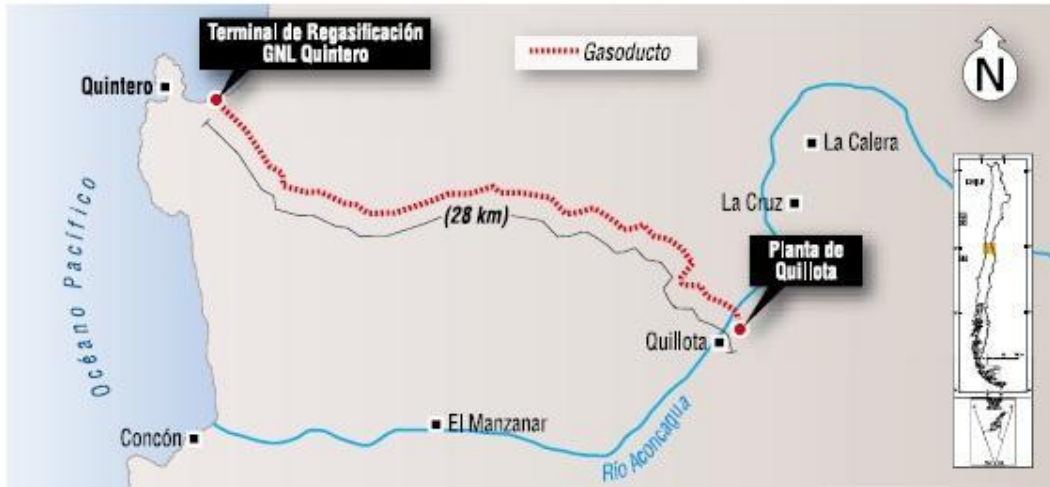 Terminal de Regasificación
GNL Quintero
Gasoducto
N
Quintero
La Calera
La Cruz
(28 km)
Planta de
Quillota
Océano Pacífico
Quillota
El Manzanar
Río Aconcagua
Concón